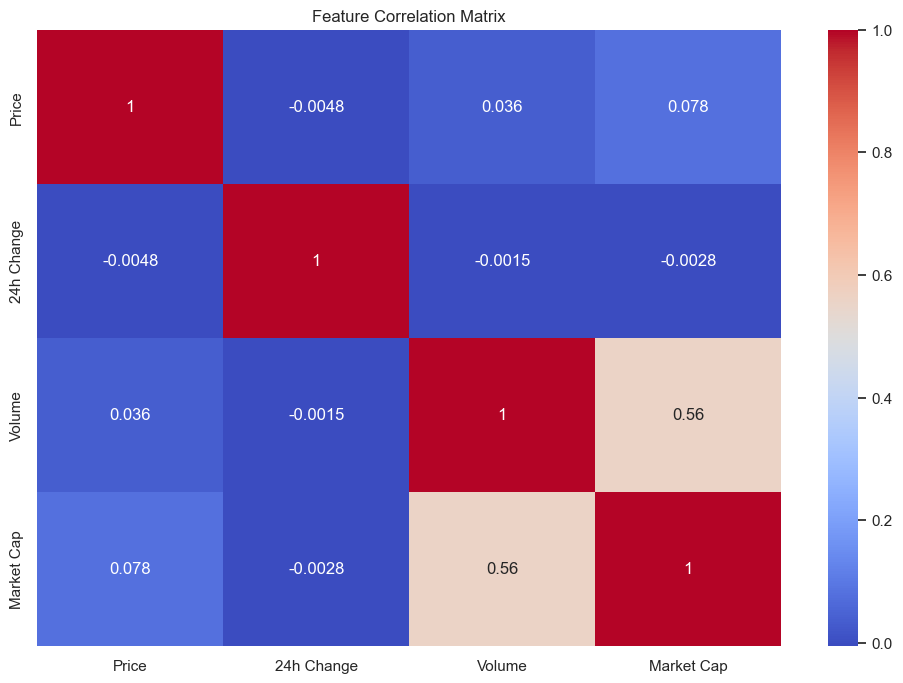 Feature Correlation Matrix
Price
1
-0.0048
0.036
0.078
24h Change
-0.0048
1
-0.0015
-0.0028
Volume
0.036
-0.0015
1
0.56
Market Cap
0.078
-0.0028
0.56
1
Price
24h Change
Volume
Market Cap
1.0
0.8
0.6
0.4
0.2
0.0